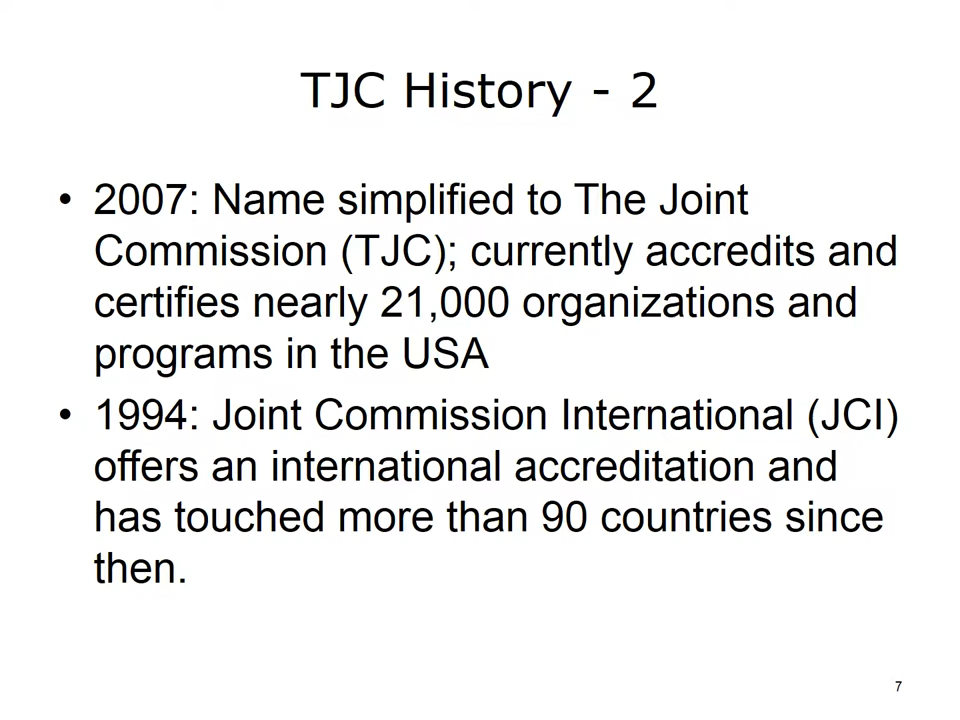 TJC History - 2
• 2007: Name simplified to The Joint
Commission (TJC); currently accredits and
certifies nearly 21,000 organizations and
programs in the USA
• 1994: Joint Commission International (JCI)
offers an international accreditation and
has touched more than 90 countries since
then.
7